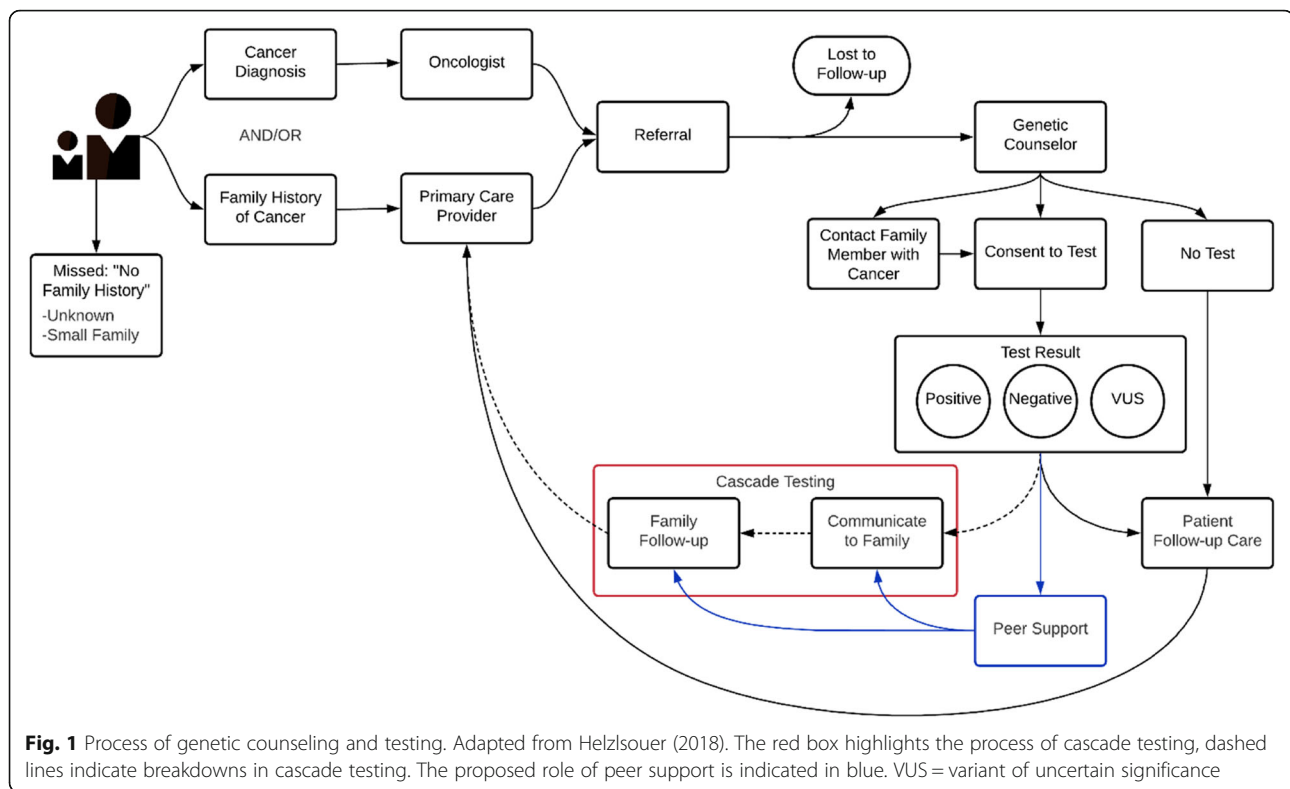 Cancer
Diagnosis
Oncologist
Lost to
Follow-up
AND/OR
Referral
Genetic
Counselor
Family History
of Cancer
Primary Care
Provider
Contact Family
Member with
Cancer
Consent to Test
No Test
Missed: "No
Family History"
-Unknown
-Small Family
Test Result
Positive
Negative
VUS
Cascade Testing
Family
Follow-up
Communicate
to Family
Patient
Follow-up Care
Peer Support
Fig. 1 Process of genetic counseling and testing. Adapted from Helzlsouer (2018). The red box highlights the process of cascade testing, dashed
lines indicate breakdowns in cascade testing. The proposed role of peer support is indicated in blue. VUS = variant of uncertain significance